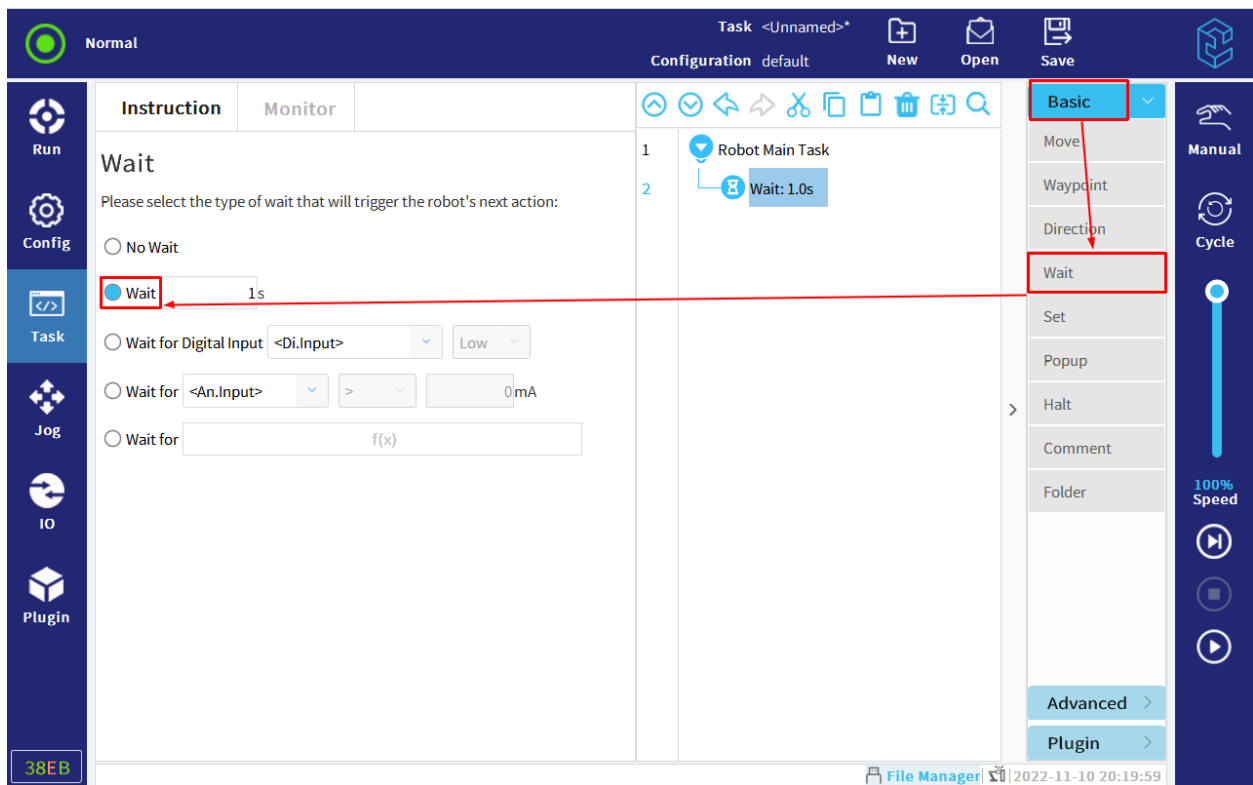 Normal
Task <Unnamed>*
Configuration default
New
Open
Save
Run
Config
Task
Jog
IO
Plugin
38EB
Instruction
Monitor
Wait
Please select the type of wait that will trigger the robot's next action:
No Wait
Wait 1 s
Wait for Digital Input <Di.Input> Low
Wait for <An.Input> > 0 mA
Wait for f(x)
1 Robot Main Task
2 Wait: 1.0s
Basic
Move
Waypoint
Direction
Wait
Set
Popup
Halt
Comment
Folder
Advanced
Plugin
Manual
Cycle
100%
Speed
File Manager
2022-11-10 20:19:59